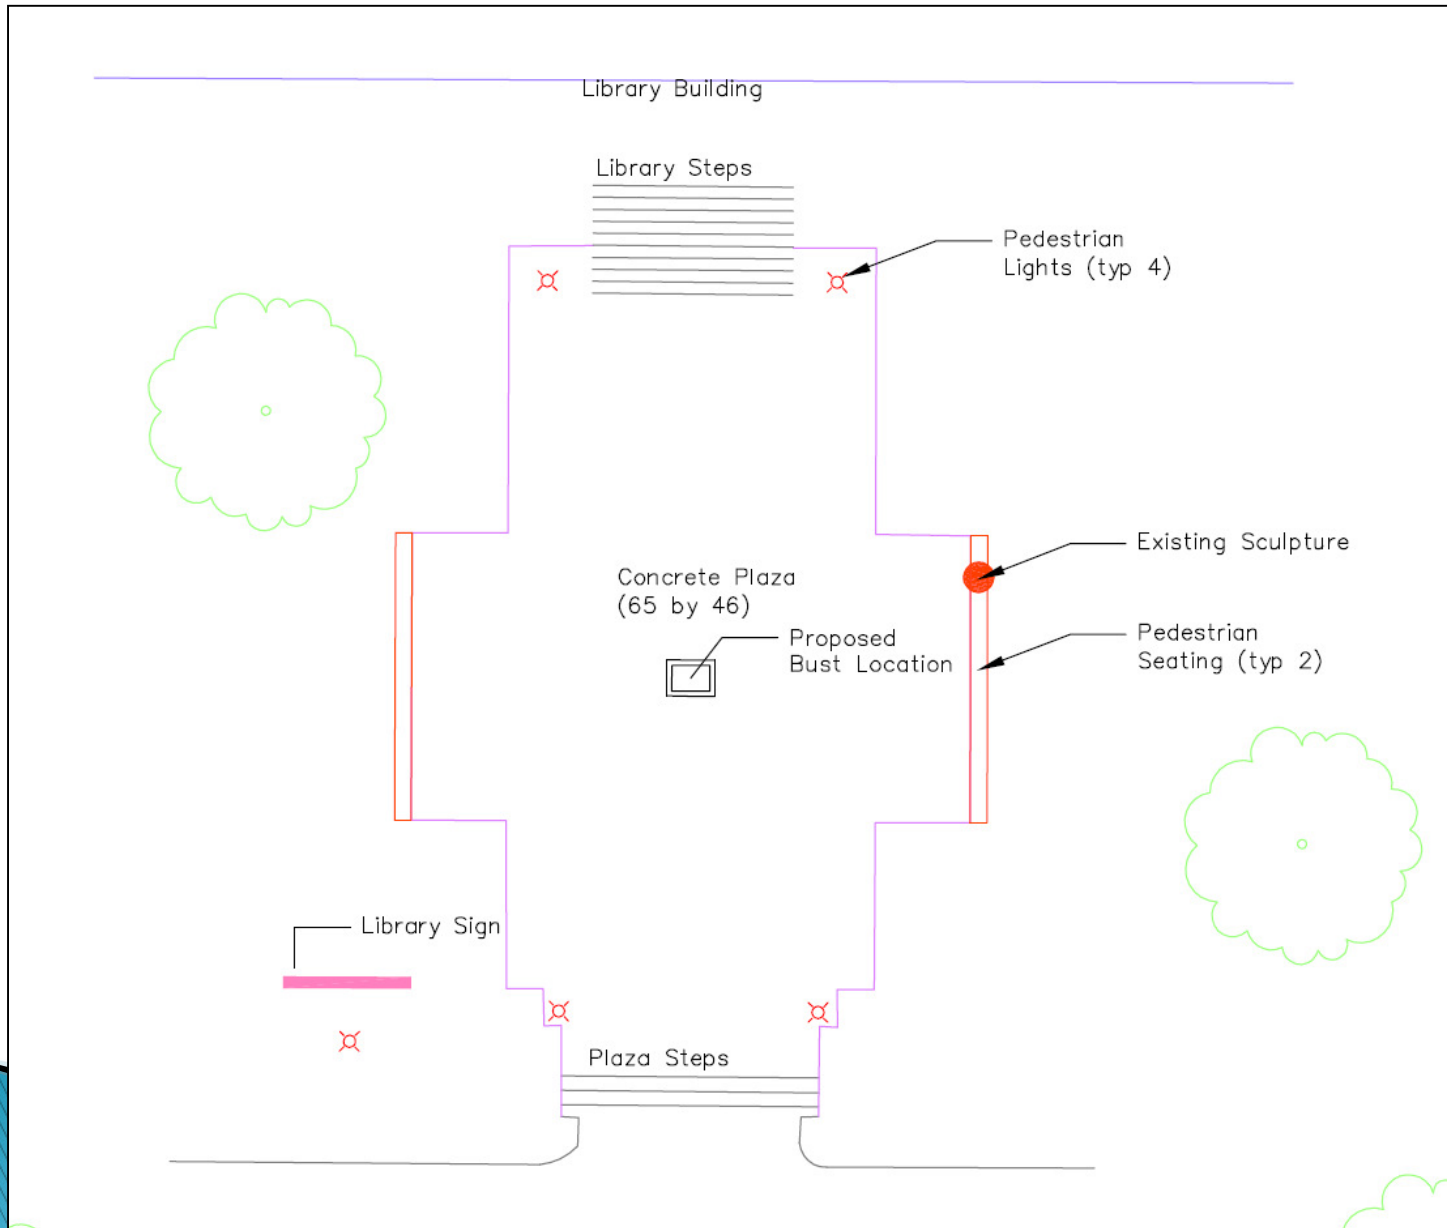 Library Building
Library Steps
Pedestrian
Lights (typ 4)
Existing Sculpture
Concrete Plaza
(65 by 46)
Proposed
Bust Location
Pedestrian
Seating (typ 2)
Library Sign
Plaza Steps